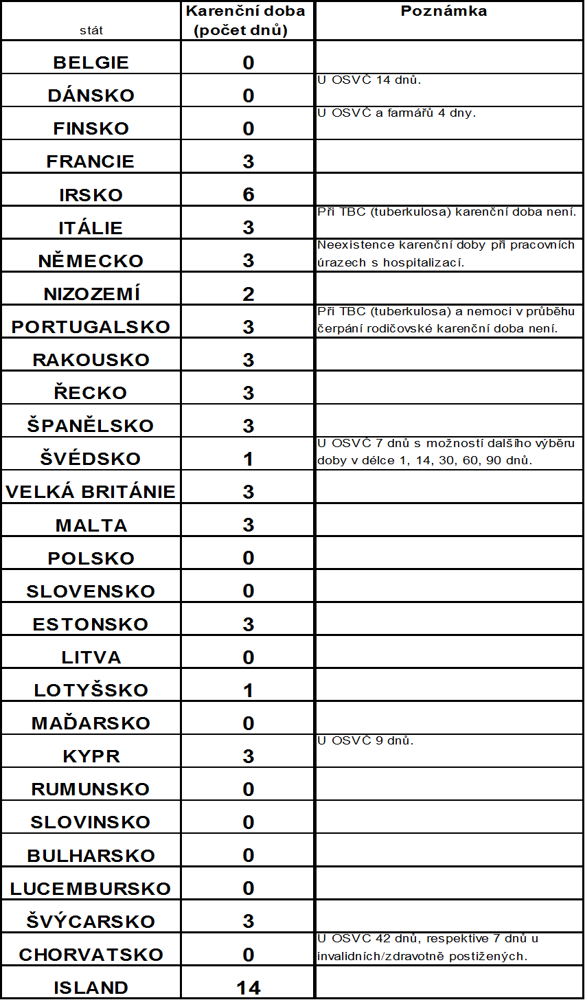 stát Karenční doba (počet dnů) Poznámka
BELGIE 0
DÁNSKO 0 U OSVČ 14 dnů.
FINSKO 0 U OSVČ a farmářů 4 dny.
FRANCIE 3
IRSKO 6
ITÁLIE 3 Při TBC (tuberkulosa) karenční doba není.
NĚMECKO 3 Neexistence karenční doby při pracovních
úrazech s hospitalizací.
NIZOZEMÍ 2
PORTUGALSKO 3 Při TBC (tuberkulosa) a nemoci v průběhu
čerpání rodičovské karenční doba není.
RAKOUSKO 3
ŘECKO 3
ŠPANĚLSKO 3
ŠVÉDSKO 1 U OSVČ 7 dnů s možností dalšího výběru
doby v délce 1, 14, 30, 60, 90 dnů.
VELKÁ BRITÁNIE 3
MALTA 3
POLSKO 0
SLOVENSKO 0
ESTONSKO 3
LITVA 0
LOTYŠSKO 1
MAĎARSKO 0
KYPR 3 U OSVČ 9 dnů.
RUMUNSKO 0
SLOVINSKO 0
BULHARSKO 0
LUCEMBURSKO 0
ŠVÝCARSKO 3
CHORVATSKO 0 U OSVČ 42 dnů, respektive 7 dnů u
invalidních/zdravotně postižených.
ISLAND 14